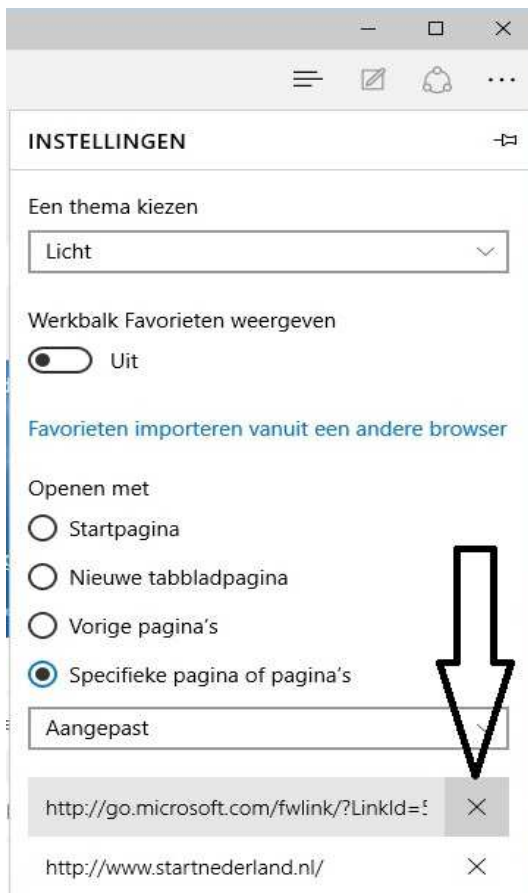 INSTELLINGEN
Een thema kiezen
Licht
Werkbalk Favorieten weergeven
Uit
Favorieten importeren vanuit een andere browser
Openen met
Startpagina
Nieuwe tabbladpagina
Vorige pagina's
Specifieke pagina of pagina's
Aangepast
http://go.microsoft.com/fwlink/?LinkId=5
http://www.startnederland.nl/